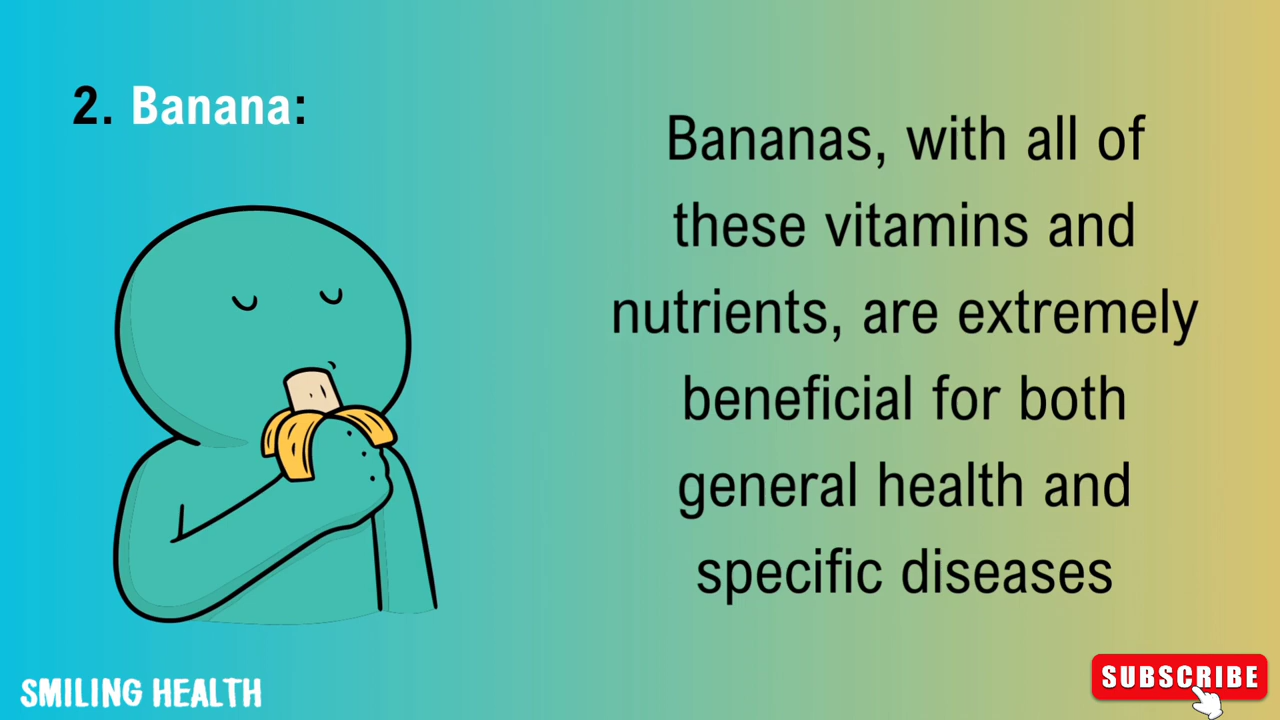 2. Banana:
Bananas, with all of
these vitamins and
nutrients, are extremely
beneficial for both
general health and
specific diseases
SMILING HEALTH
SUBSCRIBE